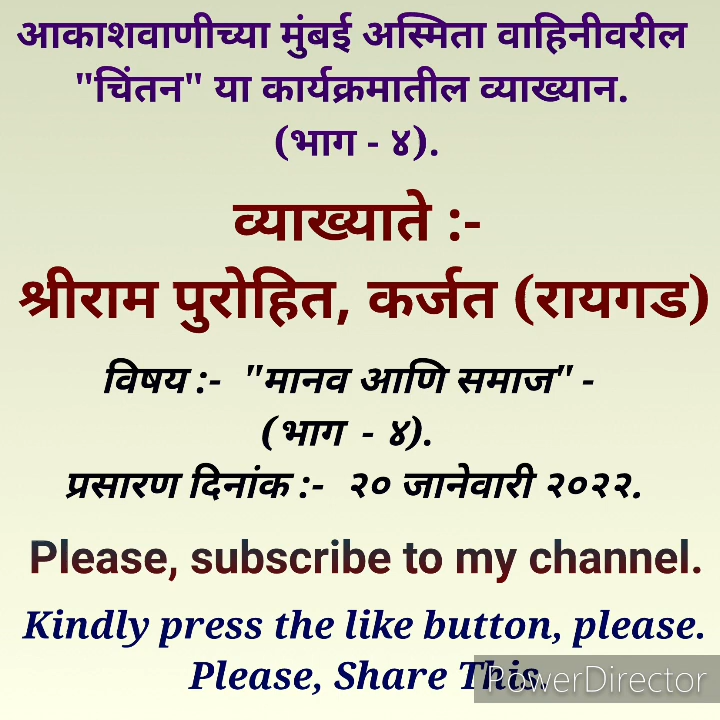 आकाशवाणीच्या मुंबई अस्मिता वाहिनीवरील
"चिंतन" या कार्यक्रमातील व्याख्यान.
(भाग - ४).
व्याख्याते :-
श्रीराम पुरोहित, कर्जत (रायगड)
विषय :- "मानव आणि समाज" -
(भाग - ४).
प्रसारण दिनांक :- २० जानेवारी २०२२.
Please, subscribe to my channel.
Kindly press the like button, please.
Please, Share This.
PowerDirector